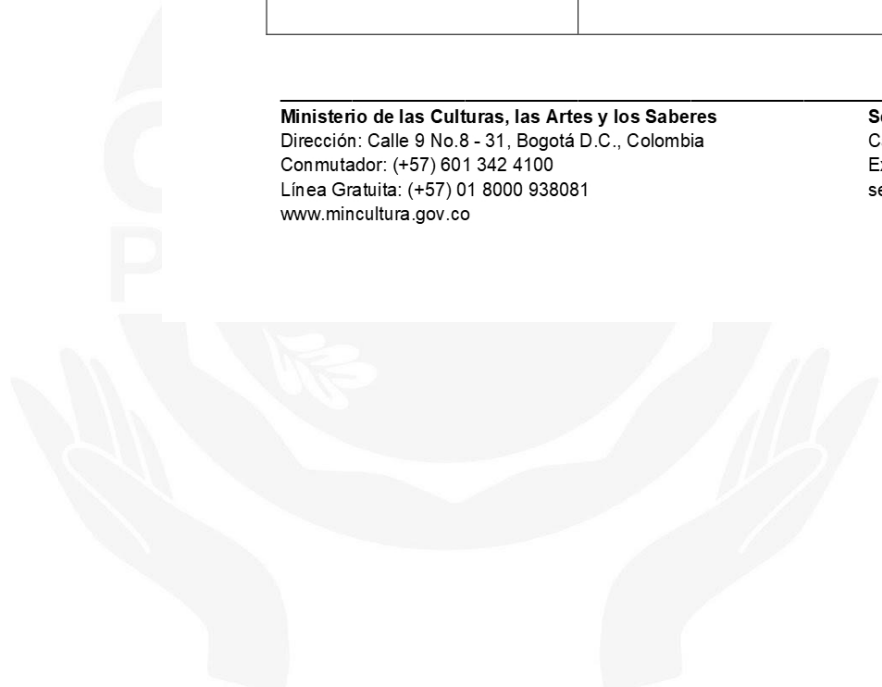 Ministerio de las Culturas, las Artes y los Saberes
Dirección: Calle 9 No.8 - 31, Bogotá D.C., Colombia
Conmutador: (+57) 601 342 4100
Línea Gratuita: (+57) 01 8000 938081
www.mincultura.gov.co